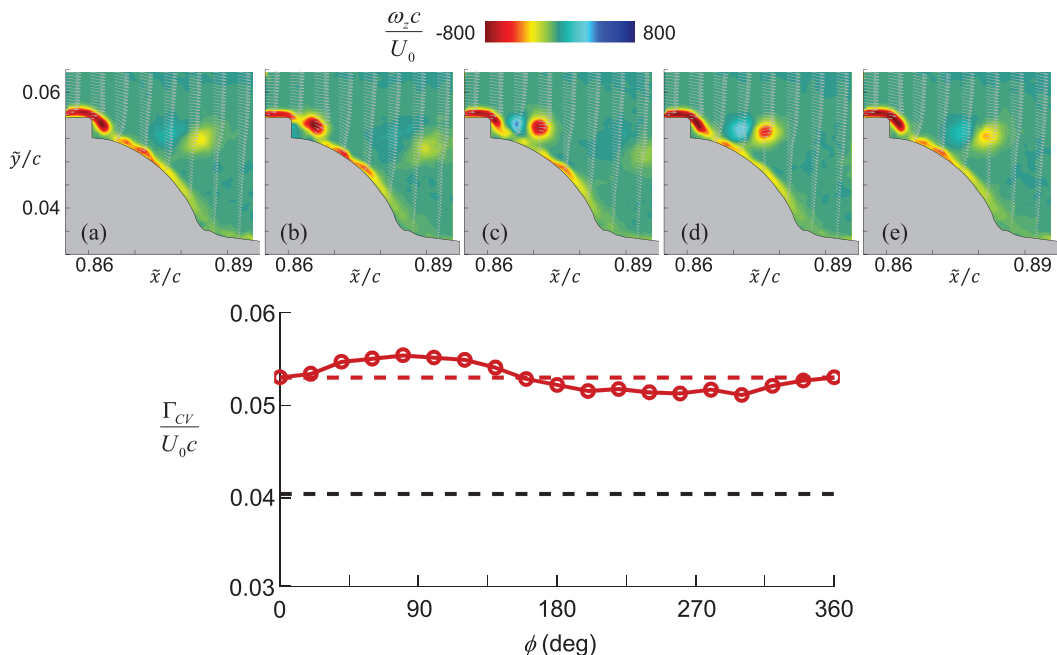 ω_z c / U_0 -800 800
0.06
ỹ/c
0.04
(a) (b) (c) (d) (e)
0.86 0.89 0.86 0.89 0.86 0.89 0.86 0.89 0.86 0.89
x̃/c x̃/c x̃/c x̃/c x̃/c
0.06
0.05
Γ_CV / U_0 c
0.04
0.03
0 90 180 270 360
ϕ (deg)